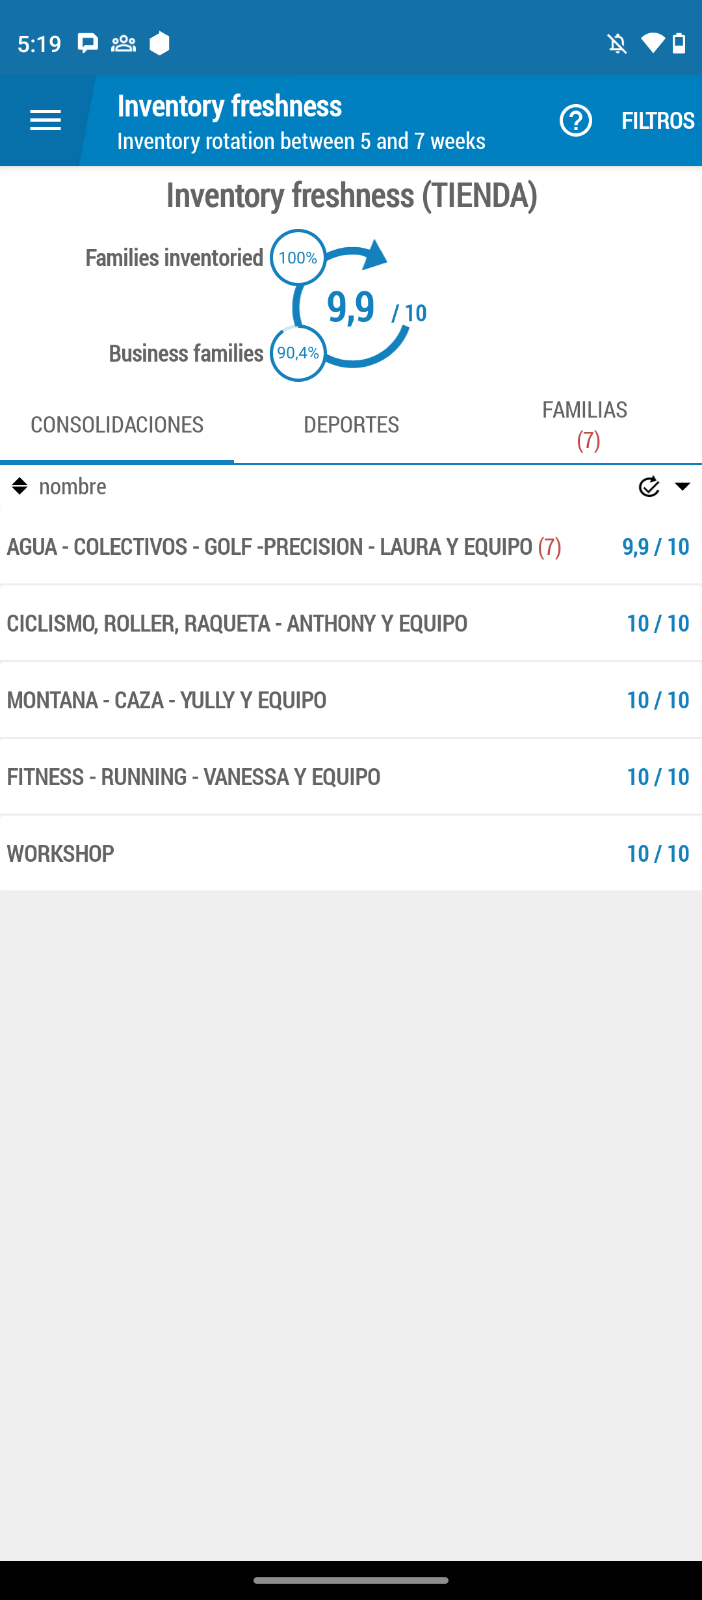 5:19
Inventory freshness
Inventory rotation between 5 and 7 weeks
FILTROS
Inventory freshness (TIENDA)
Families inventoried 100%
9,9 / 10
Business families 90,4%
CONSOLIDACIONES DEPORTES FAMILIAS
(7)
nombre
AGUA - COLECTIVOS - GOLF -PRECISION - LAURA Y EQUIPO (7) 9,9 / 10
CICLISMO, ROLLER, RAQUETA - ANTHONY Y EQUIPO 10 / 10
MONTANA - CAZA - YULLY Y EQUIPO 10 / 10
FITNESS - RUNNING - VANESSA Y EQUIPO 10 / 10
WORKSHOP 10 / 10